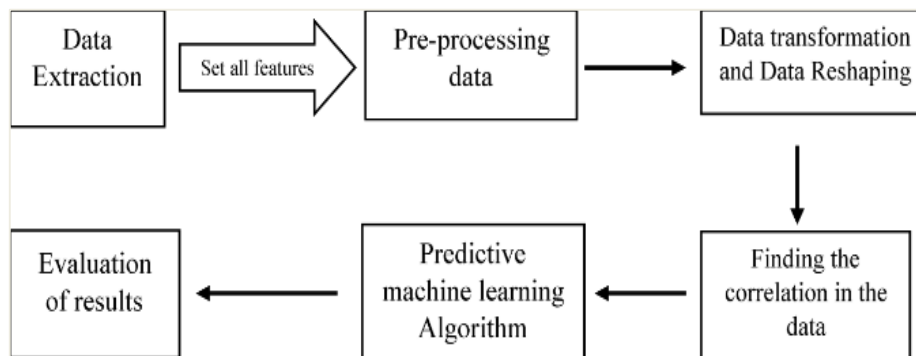 Data
Extraction
Set all features
Pre-processing
data
Data transformation
and Data Reshaping
Finding the
correlation in the
data
Predictive
machine learning
Algorithm
Evaluation
of results